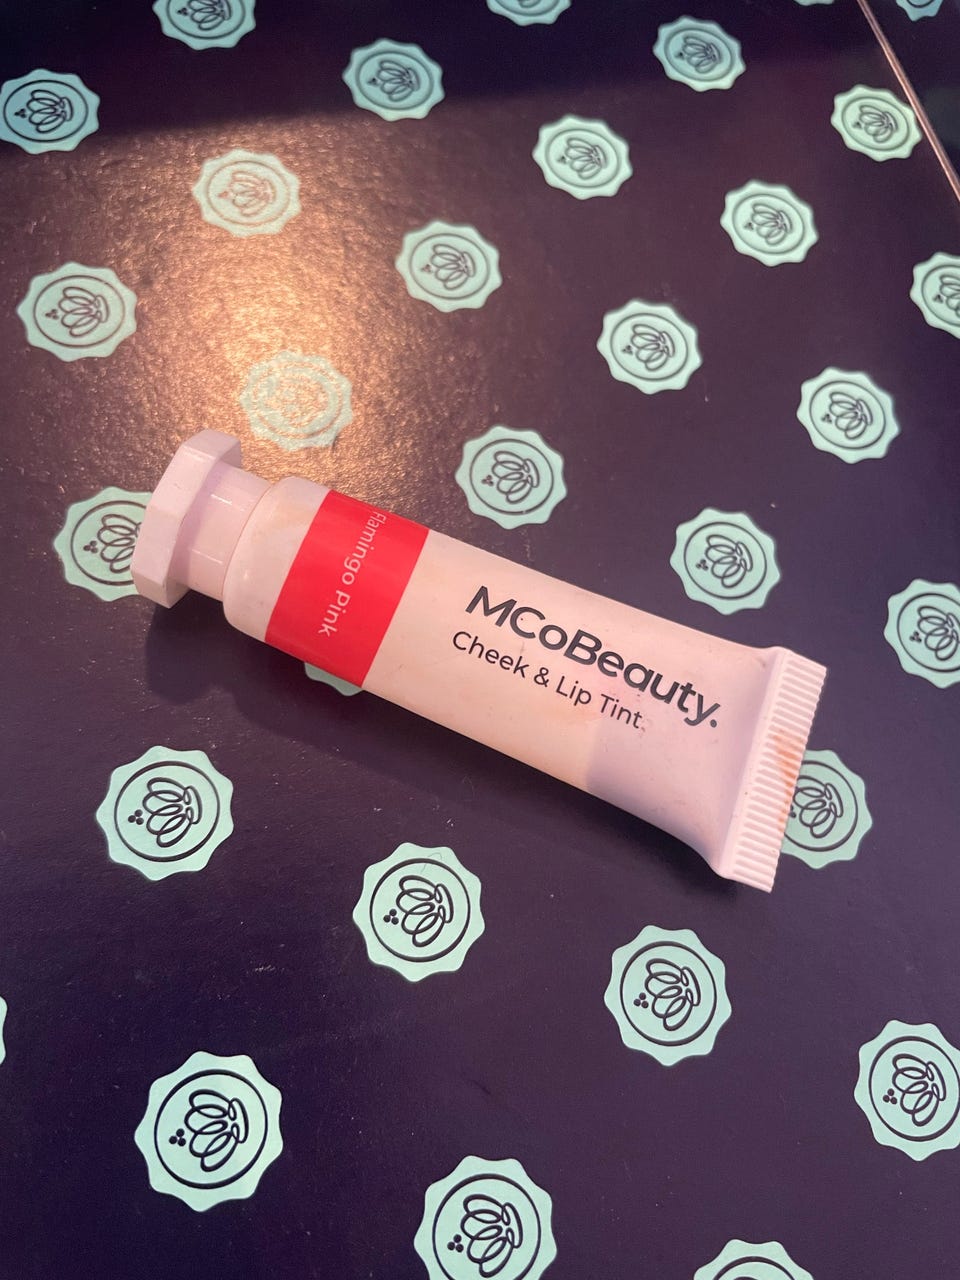 Flamingo Pink
MCoBeauty.
Cheek & Lip Tint.